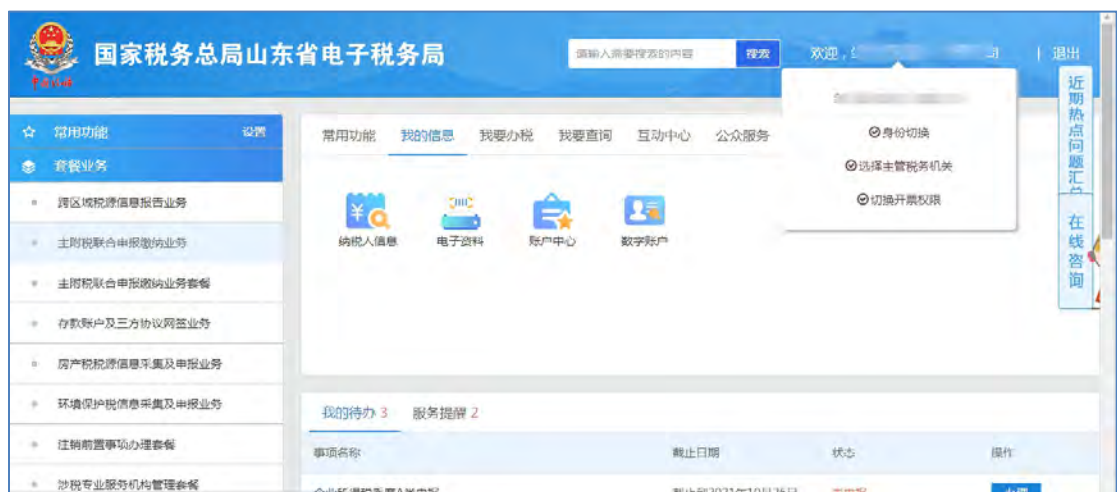 国家税务总局山东省电子税务局
请输入需要搜索的内容
搜索
欢迎，
| 退出
身份切换
选择主管税务机关
切换开票权限
近期热点问题汇总
在线咨询
常用功能
设置
套餐业务
跨区域税源信息报告业务
主附税联合申报缴纳业务
主附税联合申报缴纳业务套餐
存款账户及三方协议网签业务
房产税税源信息采集及申报业务
环境保护税信息采集及申报业务
注销前置事项办理套餐
涉税专业服务机构管理套餐
常用功能 我的信息 我要办税 我要查询 互动中心 公众服务
纳税人信息 电子资料 账户中心 数字账户
我的待办 3 服务提醒 2
事项名称 截止日期 状态 操作